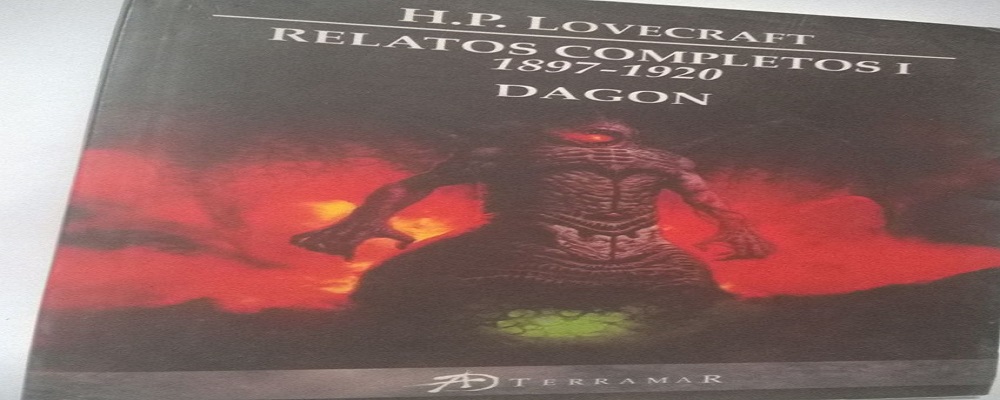 H.P. LOVECRAFT
RELATOS COMPLETOS I
1897-1920
DAGON
TERRAMAR